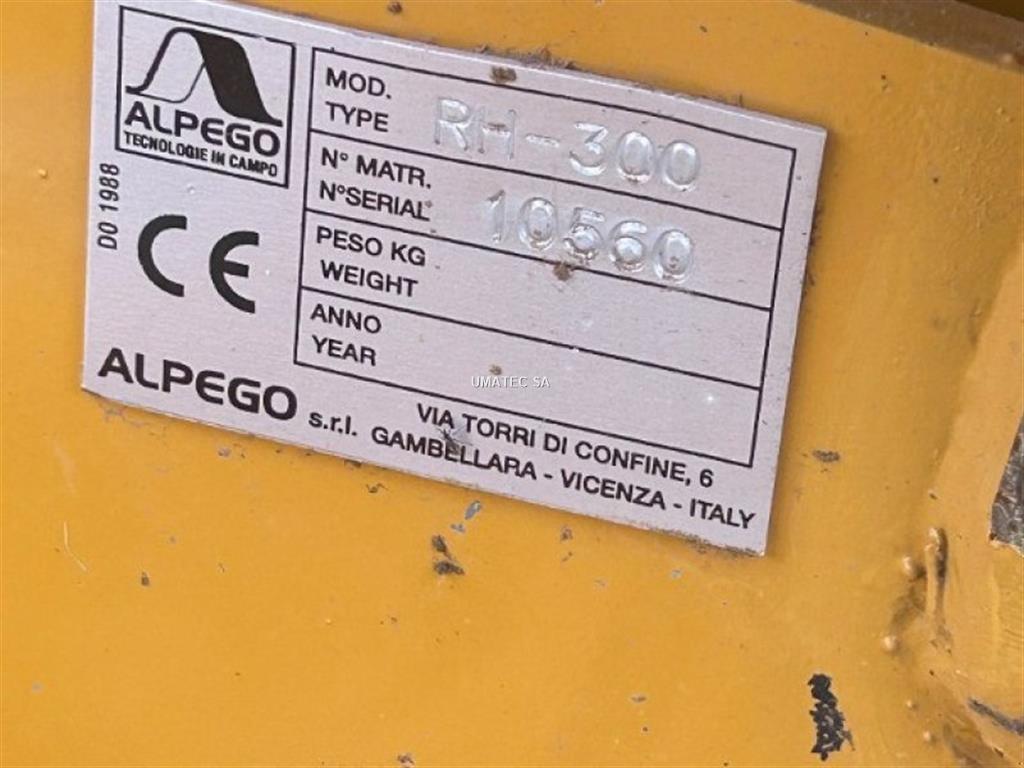 ALPEGO
TECNOLOGIE IN CAMPO
D0 1988
CE
MOD.
TYPE RH-300
N° MATR.
N°SERIAL 10560
PESO KG
WEIGHT
ANNO
YEAR
ALPEGO s.r.l.
VIA TORRI DI CONFINE, 6
GAMBELLARA - VICENZA - ITALY
UMATEC SA